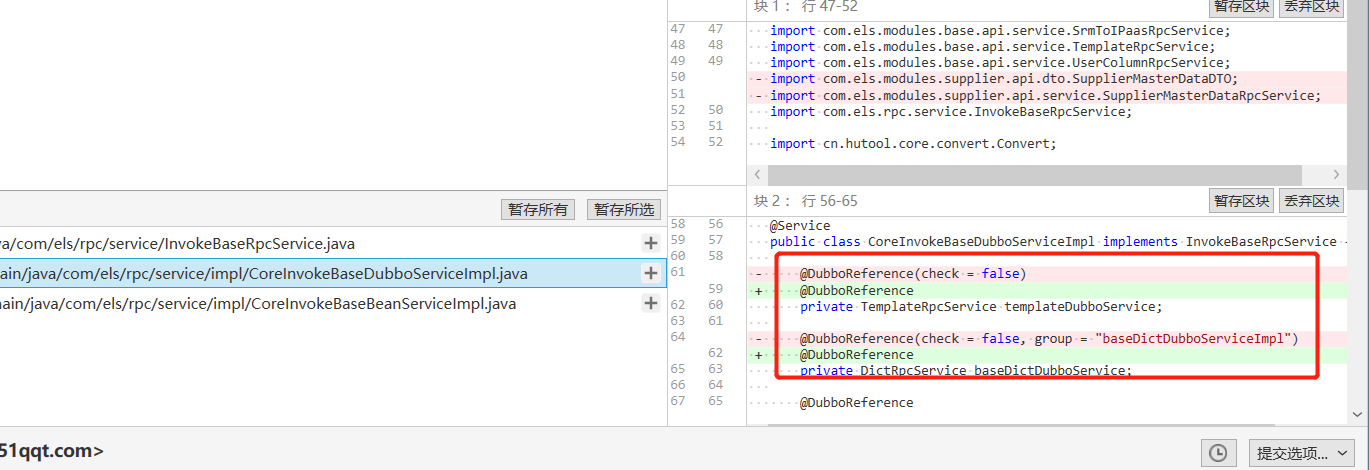 块 1： 行 47-52
暂存区块
丢弃区块
47 47 import com.els.modules.base.api.service.SrmToIPaasRpcService;
48 48 import com.els.modules.base.api.service.TemplateRpcService;
49 49 import com.els.modules.base.api.service.UserColumnRpcService;
50 - import com.els.modules.supplier.api.dto.SupplierMasterDataDTO;
51 - import com.els.modules.supplier.api.service.SupplierMasterDataRpcService;
52 50 import com.els.rpc.service.InvokeBaseRpcService;
53 51
54 52 import cn.hutool.core.convert.Convert;
暂存所有
暂存所选
va/com/els/rpc/service/InvokeBaseRpcService.java
ain/java/com/els/rpc/service/impl/CoreInvokeBaseDubboServiceImpl.java
ain/java/com/els/rpc/service/impl/CoreInvokeBaseBeanServiceImpl.java
块 2： 行 56-65
暂存区块
丢弃区块
58 56 @Service
59 57 public class CoreInvokeBaseDubboServiceImpl implements InvokeBaseRpcService
60 58
61 - @DubboReference(check = false)
59 + @DubboReference
62 60 private TemplateRpcService templateDubboService;
63 61
64 - @DubboReference(check = false, group = "baseDictDubboServiceImpl")
62 + @DubboReference
65 63 private DictRpcService baseDictDubboService;
66 64
67 65 @DubboReference
51qqt.com>
提交选项...